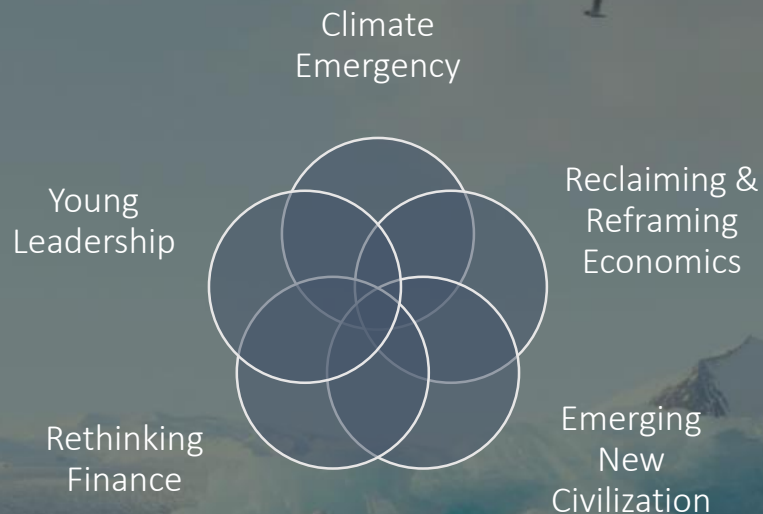 Climate
Emergency
Young
Leadership
Reclaiming &
Reframing
Economics
Rethinking
Finance
Emerging
New
Civilization